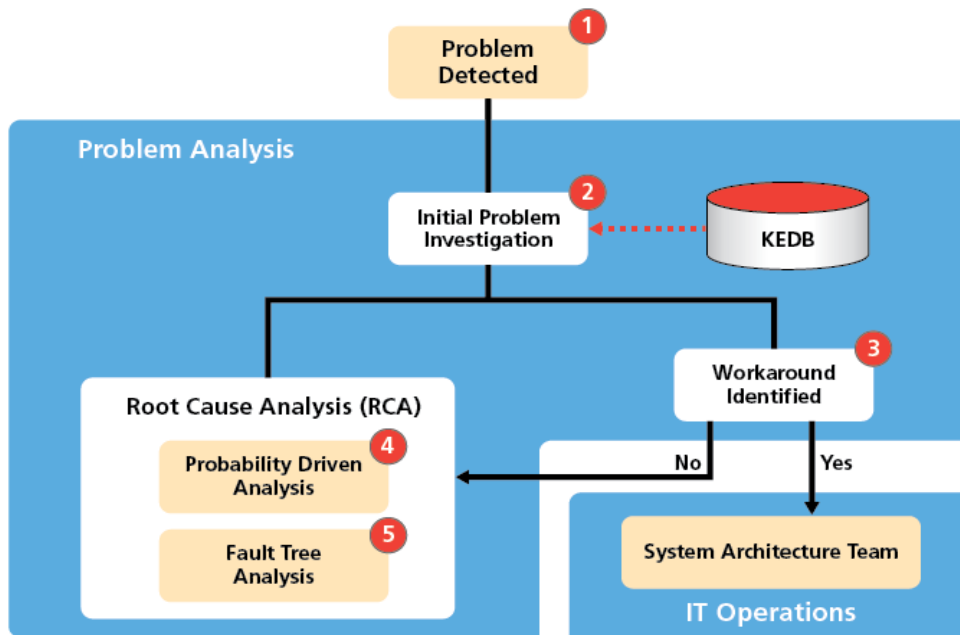 1
Problem
Detected
Problem Analysis
2
Initial Problem
Investigation
KEDB
3
Workaround
Identified
Root Cause Analysis (RCA)
4
Probability Driven
Analysis
No
Yes
5
Fault Tree
Analysis
System Architecture Team
IT Operations